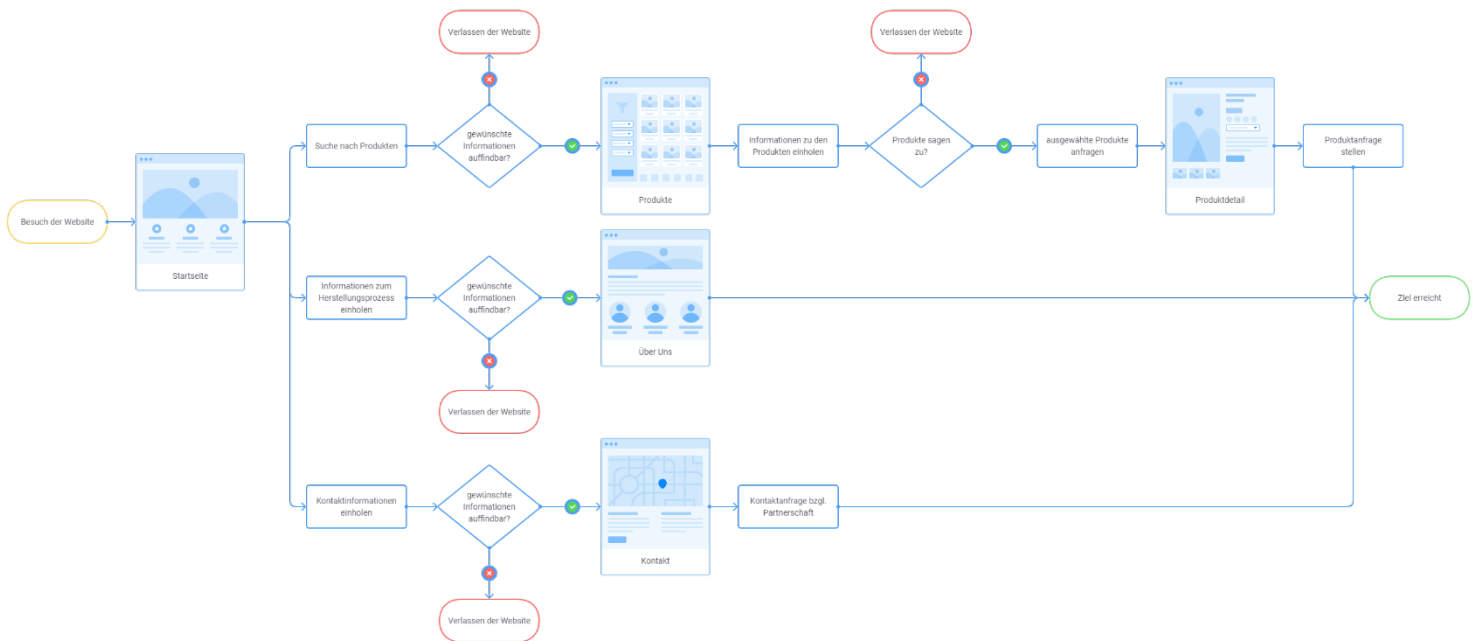 Verlassen der Website
Verlassen der Website
Suche nach Produkten
gewünschte
Informationen
auffindbar?
Informationen zu den
Produkten einholen
Produkte sagen
zu?
ausgewählte Produkte
anfragen
Produktanfrage
stellen
Produkte
Produktdetail
Besuch der Website
Startseite
Informationen zum
Herstellungsprozess
einholen
gewünschte
Informationen
auffindbar?
Über Uns
Ziel erreicht
Verlassen der Website
Kontaktinformationen
einholen
gewünschte
Informationen
auffindbar?
Kontaktanfrage bzgl.
Partnerschaft
Kontakt
Verlassen der Website